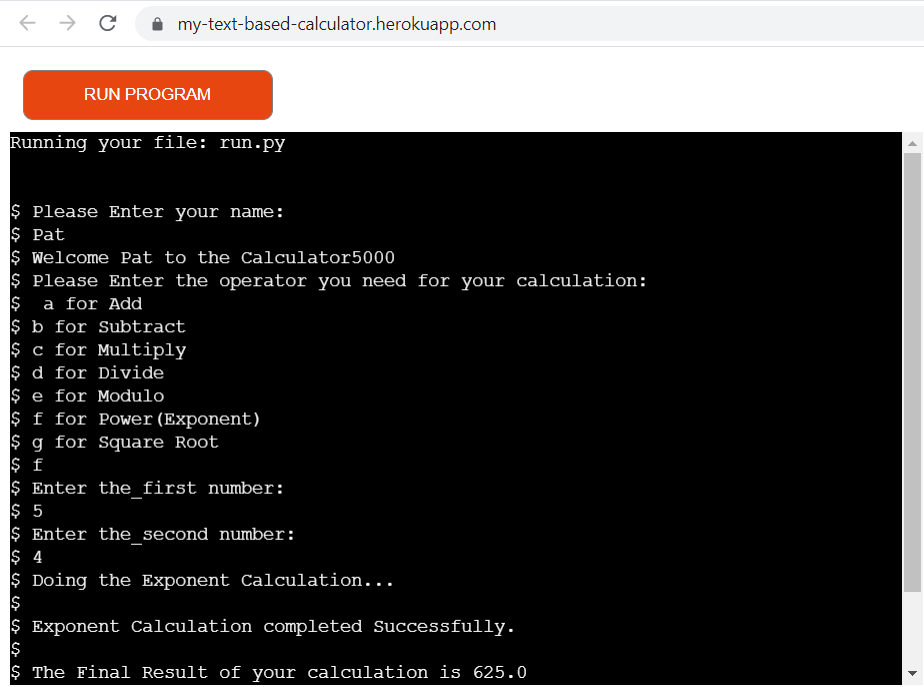 my-text-based-calculator.herokuapp.com
RUN PROGRAM
Running your file: run.py
$ Please Enter your name:
$ Pat
$ Welcome Pat to the Calculator5000
$ Please Enter the operator you need for your calculation:
$  a for Add
$ b for Subtract
$ c for Multiply
$ d for Divide
$ e for Modulo
$ f for Power(Exponent)
$ g for Square Root
$ f
$ Enter the_first number:
$ 5
$ Enter the_second number:
$ 4
$ Doing the Exponent Calculation...
$
$ Exponent Calculation completed Successfully.
$
$ The Final Result of your calculation is 625.0